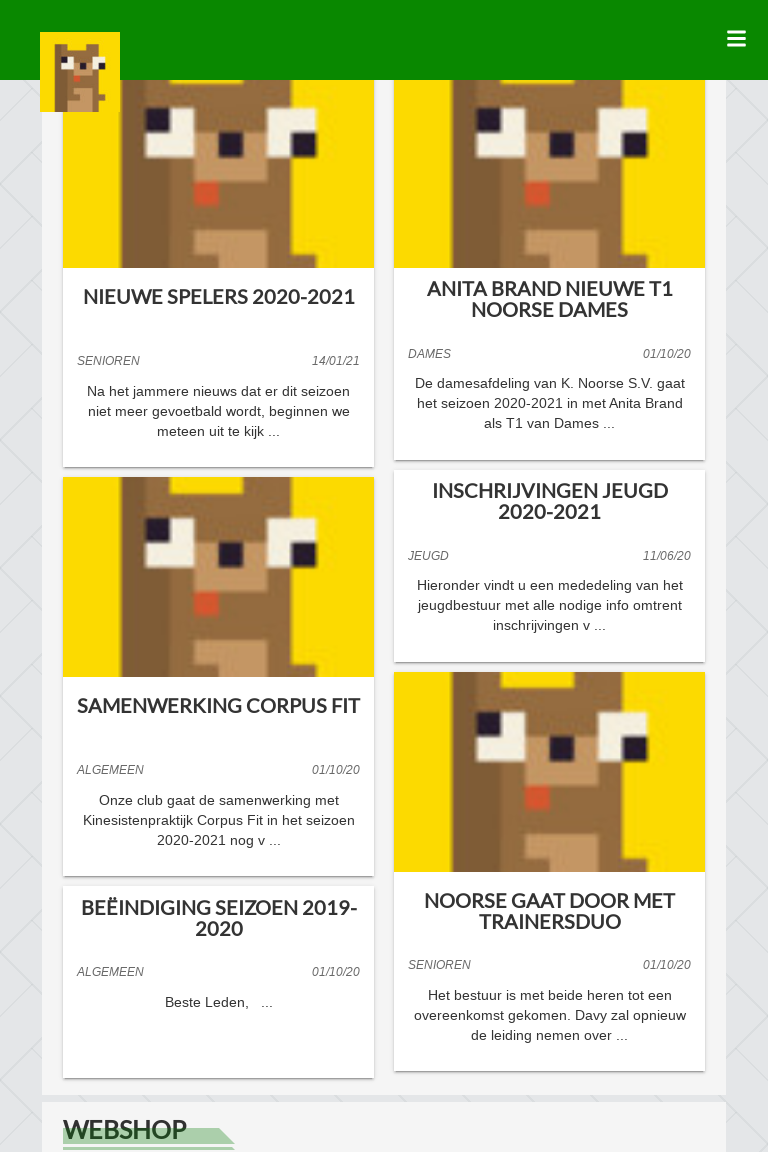 NIEUWE SPELERS 2020-2021
SENIOREN 14/01/21
Na het jammere nieuws dat er dit seizoen
niet meer gevoetbald wordt, beginnen we
meteen uit te kijk ...
SAMENWERKING CORPUS FIT
ALGEMEEN 01/10/20
Onze club gaat de samenwerking met
Kinesistenpraktijk Corpus Fit in het seizoen
2020-2021 nog v ...
BEËINDIGING SEIZOEN 2019-
2020
ALGEMEEN 01/10/20
Beste Leden,   ...
ANITA BRAND NIEUWE T1
NOORSE DAMES
DAMES 01/10/20
De damesafdeling van K. Noorse S.V. gaat
het seizoen 2020-2021 in met Anita Brand
als T1 van Dames ...
INSCHRIJVINGEN JEUGD
2020-2021
JEUGD 11/06/20
Hieronder vindt u een mededeling van het
jeugdbestuur met alle nodige info omtrent
inschrijvingen v ...
NOORSE GAAT DOOR MET
TRAINERSDUO
SENIOREN 01/10/20
Het bestuur is met beide heren tot een
overeenkomst gekomen. Davy zal opnieuw
de leiding nemen over ...
WEBSHOP